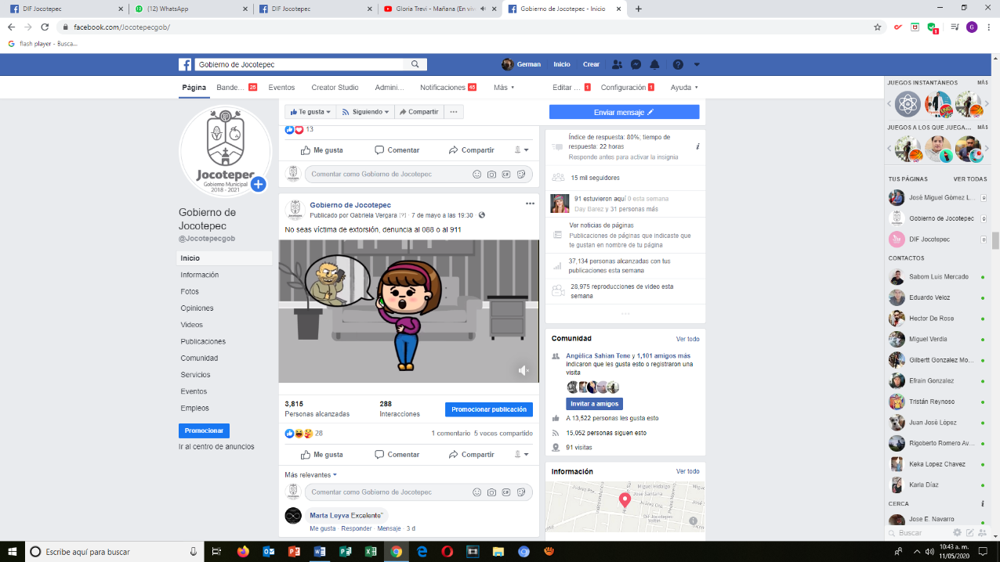 DIF Jocotepec
(12) WhatsApp
DIF Jocotepec
Gloria Trevi - Mañana (En viv
Gobierno de Jocotepec - Inicio
facebook.com/Jocotepecgob/
flash player - Busca...
Gobierno de Jocotepec
German
Inicio
Crear
Página
Bande... 25
Eventos
Creator Studio
Admini...
Notificaciones 45
Más
Editar ... 1
Configuración 1
Ayuda
Jocotepec
Gobierno Municipal
2018 - 2021
Gobierno de
Jocotepec
@Jocotepecgob
Inicio
Información
Fotos
Opiniones
Videos
Publicaciones
Comunidad
Servicios
Eventos
Empleos
Promocionar
Ir al centro de anuncios
Te gusta
Siguiendo
Compartir
13
Me gusta
Comentar
Compartir
Comentar como Gobierno de Jocotepec
Gobierno de Jocotepec
Publicado por Gabriela Vergara [?] · 7 de mayo a las 19:30 ·
No seas víctima de extorsión, denuncia al 088 o al 911
3,815
Personas alcanzadas
288
Interacciones
Promocionar publicación
28
1 comentario 5 veces compartido
Me gusta
Comentar
Compartir
Más relevantes
Comentar como Gobierno de Jocotepec
Marta Leyva Excelente"
Me gusta · Responder · Mensaje · 3 d
Enviar mensaje
Índice de respuesta: 80%; tiempo de
respuesta: 22 horas
Responde antes para activar la insignia
15 mil seguidores
91 estuvieron aquí 0 esta semana
Day Barez y 31 personas más
Ver noticias de páginas
Publicaciones de páginas que indicaste que
te gustan en nombre de tu página
37,134 personas alcanzadas con tus
publicaciones esta semana
28,975 reproducciones de video esta
semana
Comunidad
Ver todo
Angëlica Sahian Tene y 1,101 amigos más
indicaron que les gusta esto o registraron una
visita
Invitar a amigos
A 13,522 personas les gusta esto
15,052 personas siguen esto
91 visitas
Información
Ver todo
Miguel Hidalgo
José Santana
Dif Jocotepec
JUEGOS INSTANTÁNEOS
MÁS
JUEGOS A LOS QUE JUEGA...
MÁS
TUS PÁGINAS
VER TODAS
José Miguel Gómez L... 9
Gobierno de Jocotepec 9
DIF Jocotepec 9
CONTACTOS
Sabom Luis Mercado
Eduardo Veloz
Hector De Rose
Miguel Verdia
Gilbertt Gonzalez Mo...
Efrain Gonzalez
Tristán Reynoso
Juan José López
Rigoberto Romero Av...
Keka Lopez Chavez
Karla Díaz
CERCA
Jose E. Navarro
Buscar
Escribe aquí para buscar
10:43 a. m.
11/05/2020